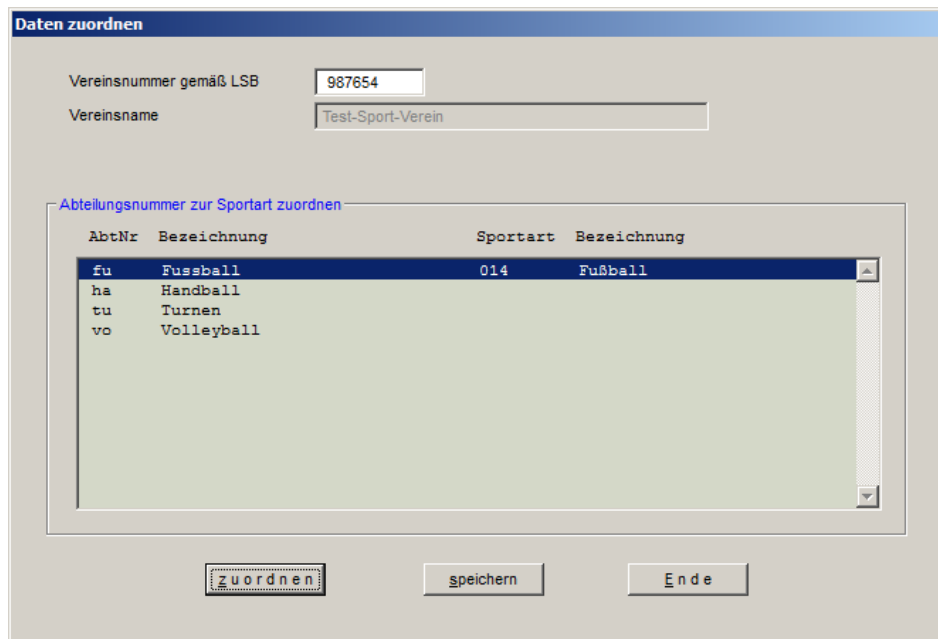 Daten zuordnen
Vereinsnummer gemäß LSB 987654
Vereinsname Test-Sport-Verein
Abteilungsnummer zur Sportart zuordnen
AbtNr Bezeichnung Sportart Bezeichnung
fu Fussball 014 Fußball
ha Handball
tu Turnen
vo Volleyball
zuordnen speichern Ende